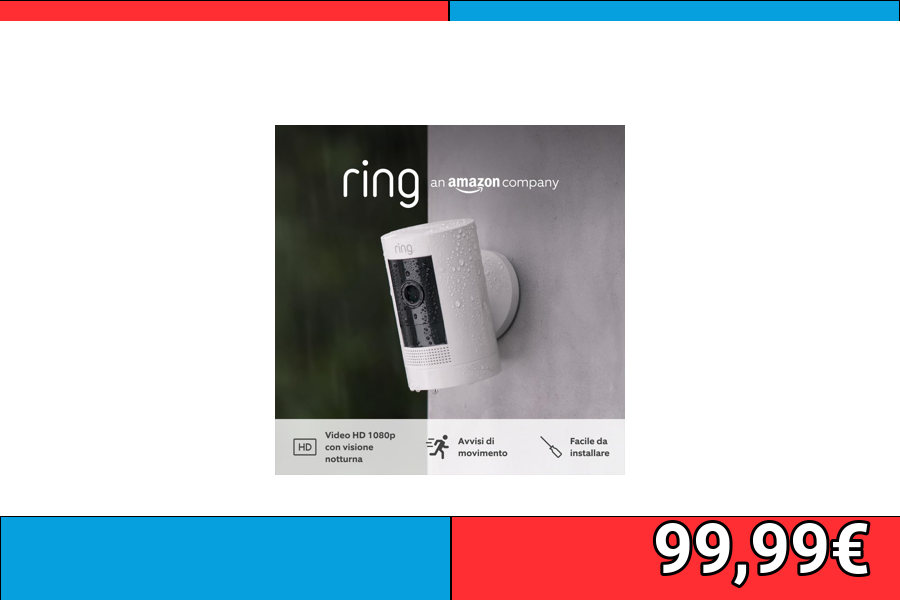 ring an amazon company
ring
HD
Video HD 1080p
con visione
notturna
Avvisi di
movimento
Facile da
installare
99,99€